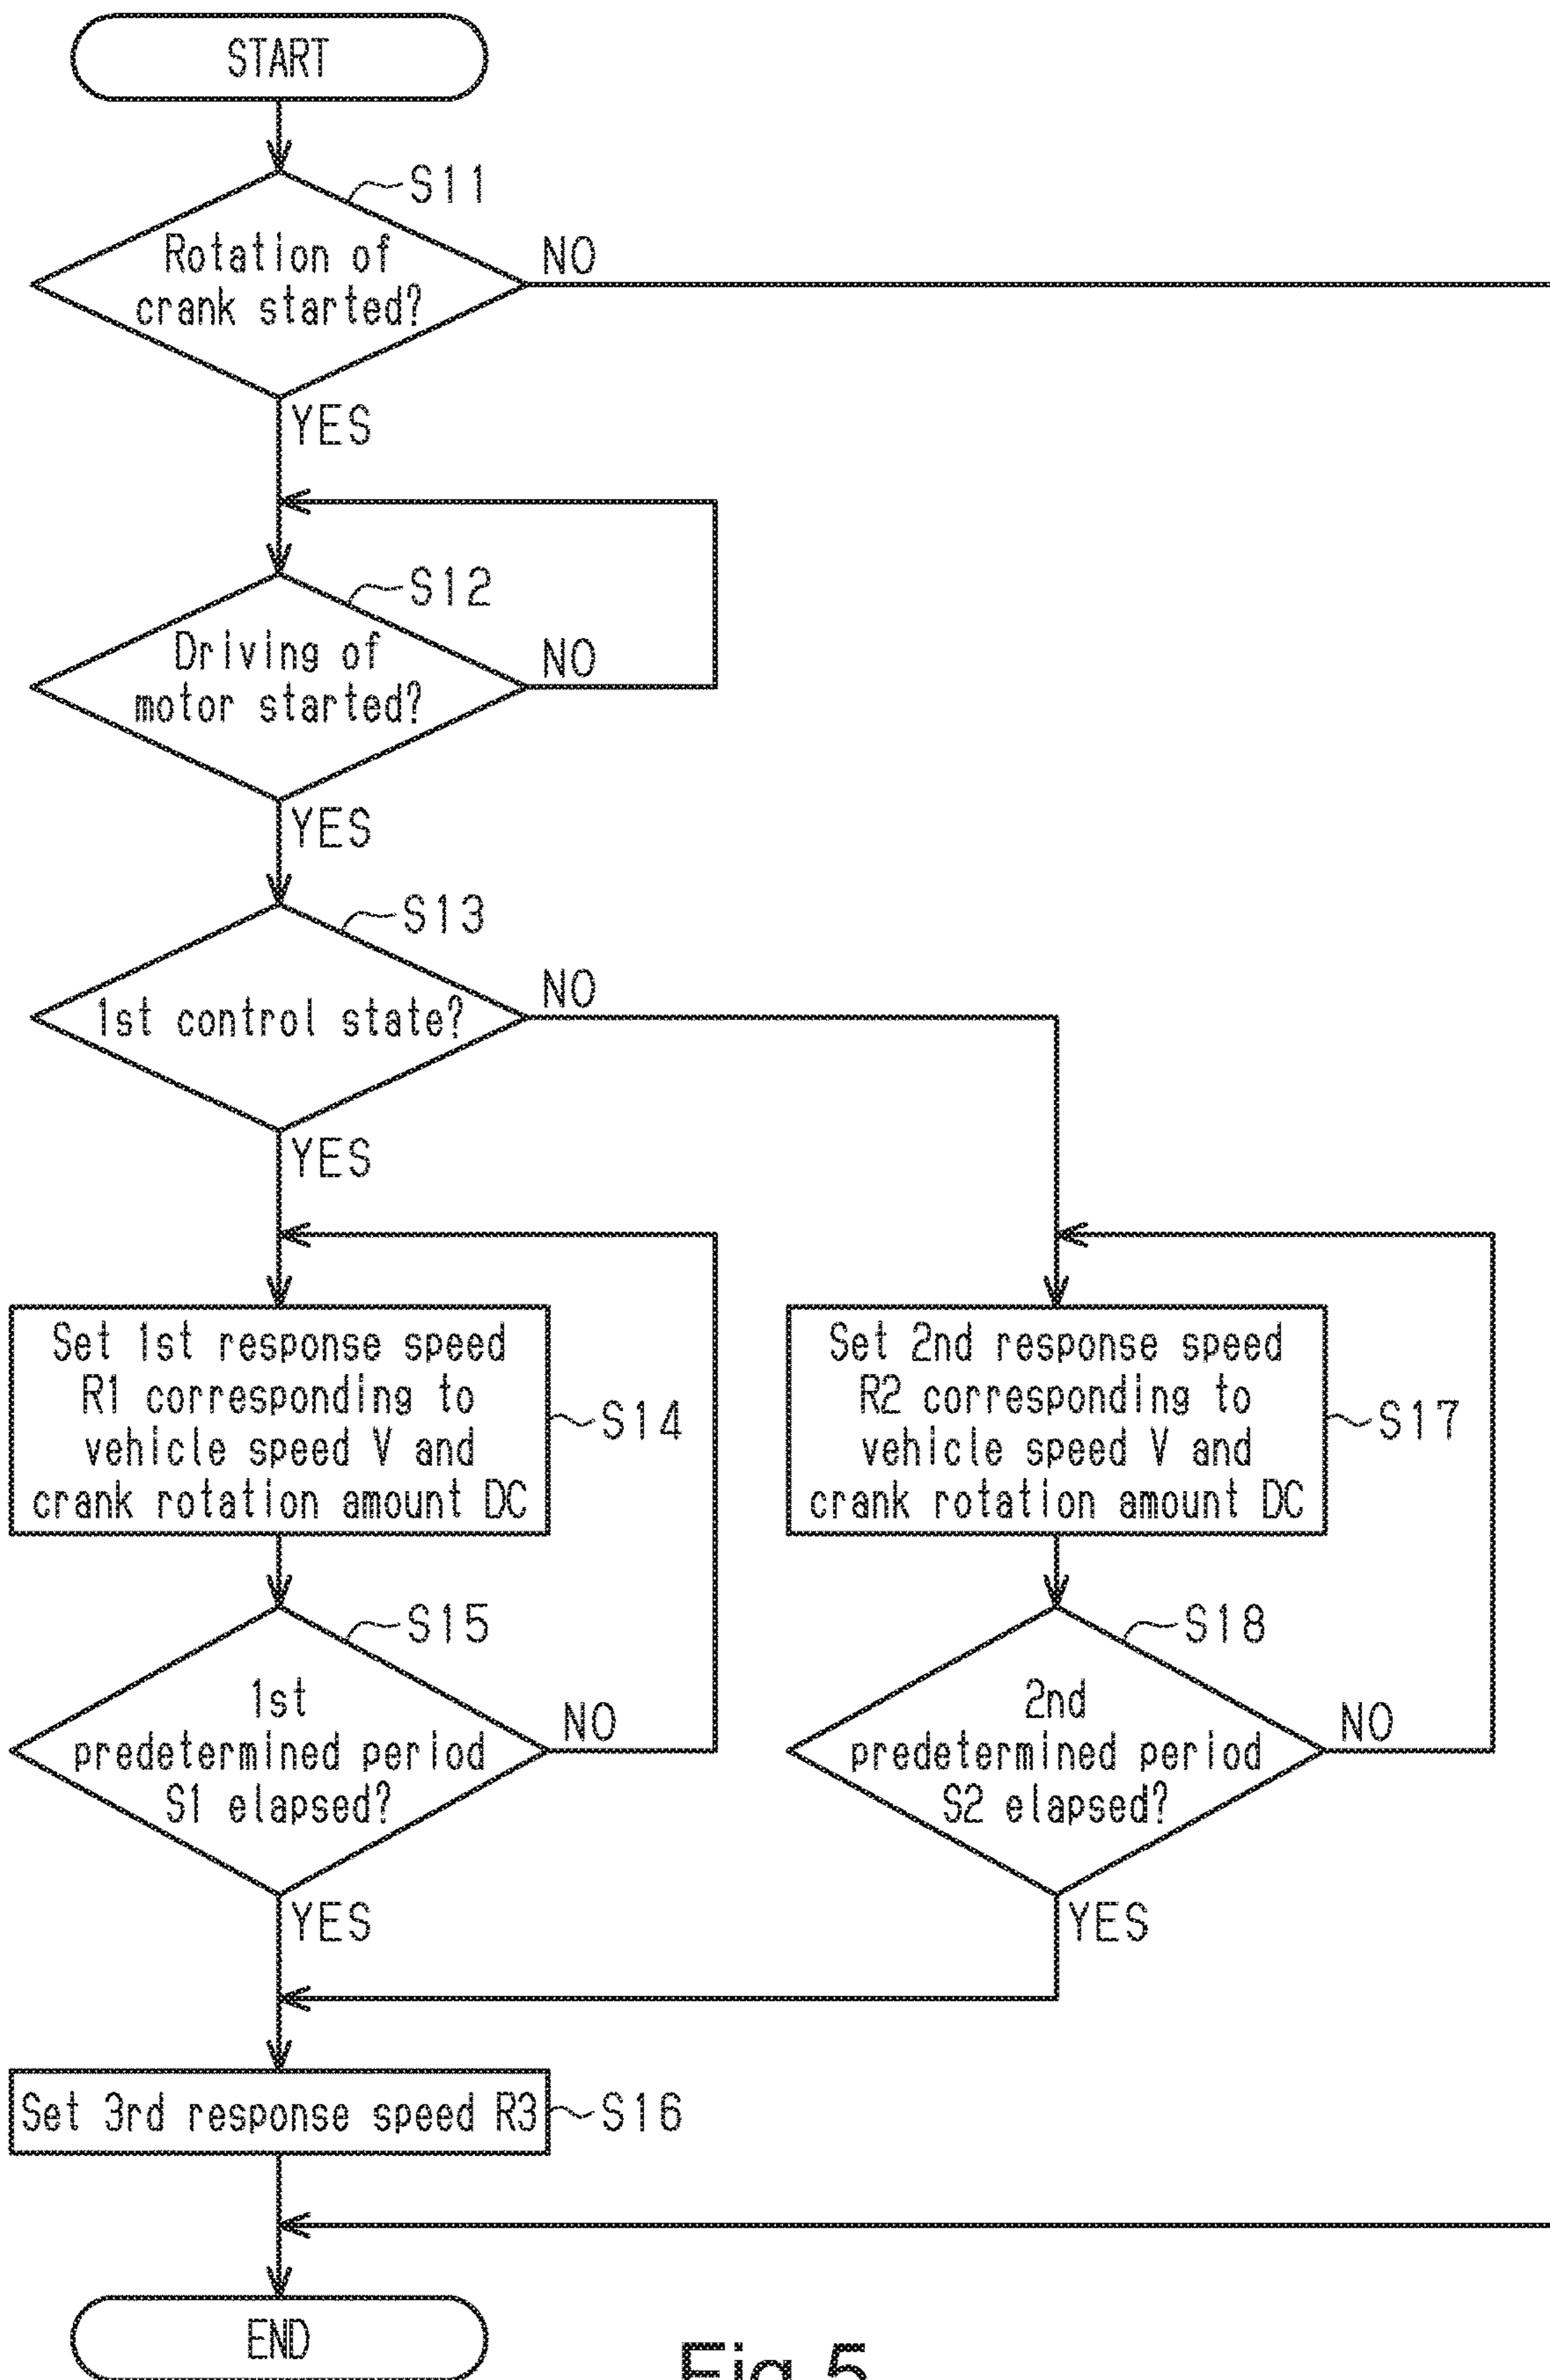 START
S11
Rotation of
crank started?
NO
YES
S12
Driving of
motor started?
NO
YES
S13
1st control state?
NO
YES
Set 1st response speed
R1 corresponding to
vehicle speed V and
crank rotation amount DC
S14
Set 2nd response speed
R2 corresponding to
vehicle speed V and
crank rotation amount DC
S17
S15
1st
predetermined period
S1 elapsed?
NO
YES
S18
2nd
predetermined period
S2 elapsed?
NO
YES
Set 3rd response speed R3
S16
END
Fig.5